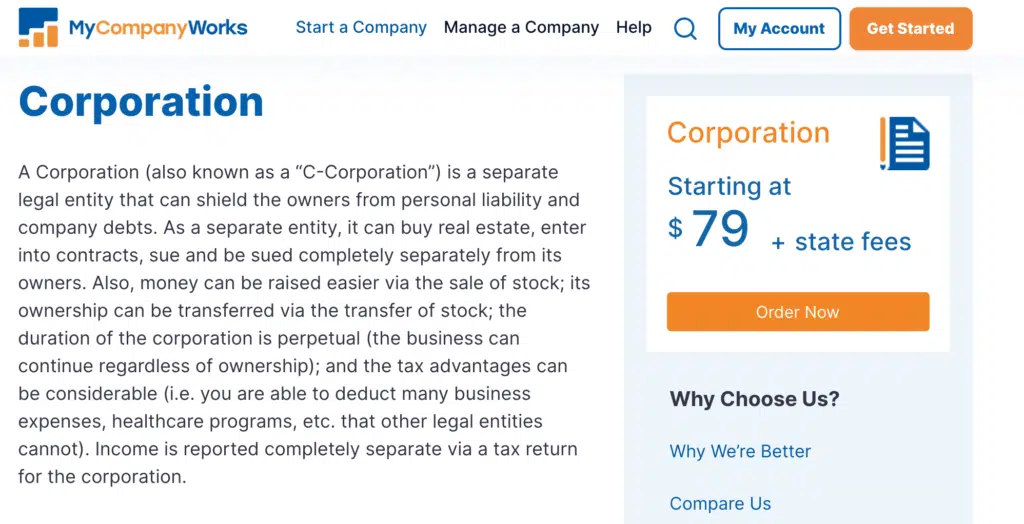 MyCompanyWorks
Start a Company
Manage a Company
Help
My Account
Get Started
Corporation
A Corporation (also known as a “C-Corporation”) is a separate
legal entity that can shield the owners from personal liability and
company debts. As a separate entity, it can buy real estate, enter
into contracts, sue and be sued completely separately from its
owners. Also, money can be raised easier via the sale of stock; its
ownership can be transferred via the transfer of stock; the
duration of the corporation is perpetual (the business can
continue regardless of ownership); and the tax advantages can
be considerable (i.e. you are able to deduct many business
expenses, healthcare programs, etc. that other legal entities
cannot). Income is reported completely separate via a tax return
for the corporation.
Corporation
Starting at
$ 79 + state fees
Order Now
Why Choose Us?
Why We’re Better
Compare Us